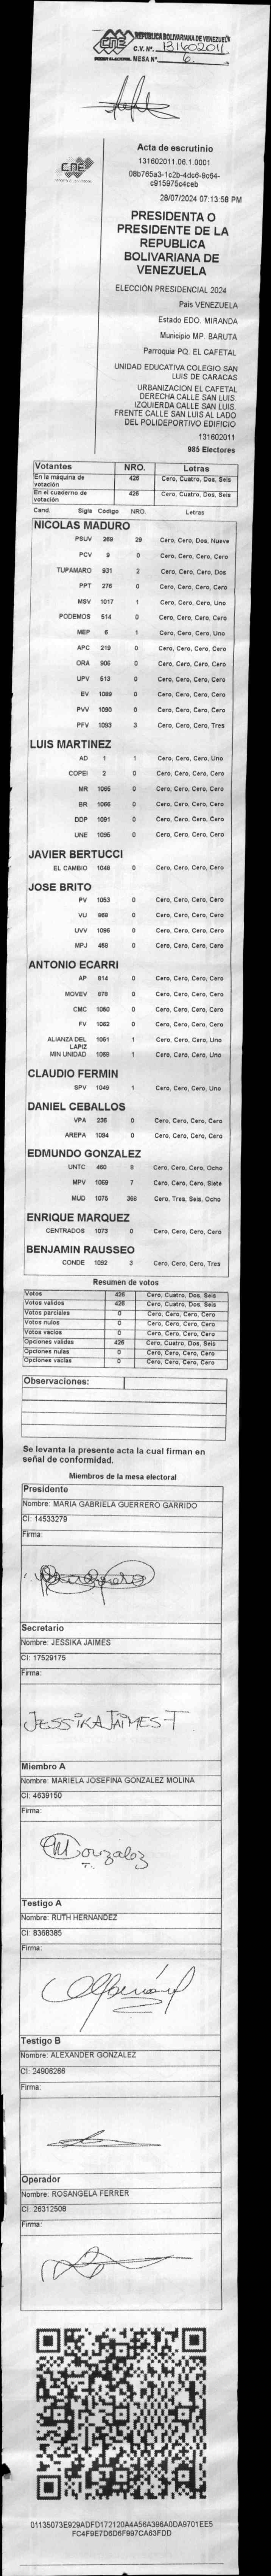 CNE
PODER ELECTORAL
REPUBLICA BOLIVARIANA DE VENEZUELA
C.V. Nº. 131602011
MESA Nº 6.
CNE
Acta de escrutinio
131602011.06.1.0001
28/07/2024 07:13:58 PM
PRESIDENTA O
PRESIDENTE DE LA
REPUBLICA
BOLIVARIANA DE
VENEZUELA
ELECCIÓN PRESIDENCIAL 2024
País VENEZUELA
Estado EDO. MIRANDA
Municipio MP. BARUTA
Parroquia PQ. EL CAFETAL
UNIDAD EDUCATIVA COLEGIO SAN
LUIS DE CARACAS
URBANIZACION EL CAFETAL
DERECHA CALLE SAN LUIS.
IZQUIERDA CALLE SAN LUIS.
FRENTE CALLE SAN LUIS AL LADO
DEL POLIDEPORTIVO EDIFICIO
131602011
985 Electores
Votantes NRO. Letras
En la máquina de votación 426 Cero, Cuatro, Dos, Seis
En el cuaderno de votación 426 Cero, Cuatro, Dos, Seis
Cand. Sigla Código NRO. Letras
NICOLAS MADURO
PSUV 269 29 Cero, Cero, Dos, Nueve
PCV 9 0 Cero, Cero, Cero, Cero
TUPAMARO 931 2 Cero, Cero, Cero, Dos
PPT 276 0 Cero, Cero, Cero, Cero
MSV 1017 1 Cero, Cero, Cero, Uno
PODEMOS 514 0 Cero, Cero, Cero, Cero
MEP 6 1 Cero, Cero, Cero, Uno
APC 219 0 Cero, Cero, Cero, Cero
ORA 906 0 Cero, Cero, Cero, Cero
UPV 513 0 Cero, Cero, Cero, Cero
EV 1099 0 Cero, Cero, Cero, Cero
PVV 1090 0 Cero, Cero, Cero, Cero
PFV 1093 3 Cero, Cero, Cero, Tres
LUIS MARTINEZ
AD 1 1 Cero, Cero, Cero, Uno
COPEI 2 0 Cero, Cero, Cero, Cero
MR 1065 0 Cero, Cero, Cero, Cero
BR 1066 0 Cero, Cero, Cero, Cero
DDP 1091 0 Cero, Cero, Cero, Cero
UNE 1095 0 Cero, Cero, Cero, Cero
JAVIER BERTUCCI
EL CAMBIO 1048 0 Cero, Cero, Cero, Cero
JOSE BRITO
PV 1053 0 Cero, Cero, Cero, Cero
VU 969 0 Cero, Cero, Cero, Cero
UVV 1096 0 Cero, Cero, Cero, Cero
MPJ 458 0 Cero, Cero, Cero, Cero
ANTONIO ECARRI
AP 814 0 Cero, Cero, Cero, Cero
MOVEV 978 0 Cero, Cero, Cero, Cero
CMC 1060 0 Cero, Cero, Cero, Cero
FV 1062 0 Cero, Cero, Cero, Cero
ALIANZA DEL LAPIZ 1051 1 Cero, Cero, Cero, Uno
MIN UNIDAD 1058 1 Cero, Cero, Cero, Uno
CLAUDIO FERMIN
SPV 1049 1 Cero, Cero, Cero, Uno
DANIEL CEBALLOS
VPA 236 0 Cero, Cero, Cero, Cero
AREPA 1094 0 Cero, Cero, Cero, Cero
EDMUNDO GONZALEZ
UNTC 460 8 Cero, Cero, Cero, Ocho
MPV 1069 7 Cero, Cero, Cero, Siete
MUD 1075 368 Cero, Tres, Seis, Ocho
ENRIQUE MARQUEZ
CENTRADOS 1073 0 Cero, Cero, Cero, Cero
BENJAMIN RAUSSEO
CONDE 1092 3 Cero, Cero, Cero, Tres
Resumen de votos
Votos 426 Cero, Cuatro, Dos, Seis
Votos validos 426 Cero, Cuatro, Dos, Seis
Votos parciales 0 Cero, Cero, Cero, Cero
Votos nulos 0 Cero, Cero, Cero, Cero
Votos vacios 0 Cero, Cero, Cero, Cero
Opciones validas 426 Cero, Cuatro, Dos, Seis
Opciones nulas 0 Cero, Cero, Cero, Cero
Opciones vacias 0 Cero, Cero, Cero, Cero
Observaciones:
Se levanta la presente acta la cual firman en
señal de conformidad.
Miembros de la mesa electoral
Presidente
Nombre: MARIA GABRIELA GUERRERO GARRIDO
CI: 14533279
Firma:
Secretario
Nombre: JESSIKA JAIMES
CI: 17529175
Firma:
JESSIKA JAIMES T
Miembro A
Nombre: MARIELA JOSEFINA GONZALEZ MOLINA
CI: 4639150
Firma:
MGonzalez
Testigo A
Nombre: RUTH HERNANDEZ
CI: 6368385
Firma:
Testigo B
Nombre: ALEXANDER GONZALEZ
CI: 24906266
Firma:
Operador
Nombre: ROSANGELA FERRER
CI: 26312508
Firma:
01135073E929ADFD172120A4A56A396A0DA9701EE5
FC4F9E7D6D6F997CA63FDD